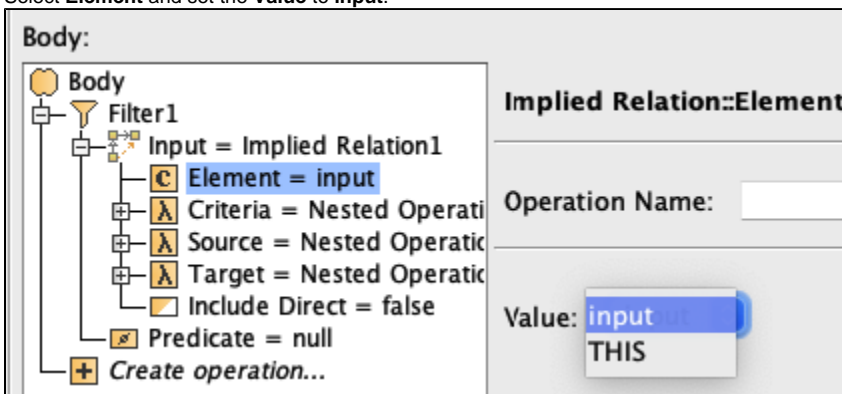 Select Element and set the Value to input.
Body:
Body
Filter1
Input = Implied Relation1
C Element = input
λ Criteria = Nested Operati
λ Source = Nested Operatio
λ Target = Nested Operatio
Include Direct = false
Predicate = null
Create operation...
Implied Relation::Element
Operation Name:
Value: input
THIS